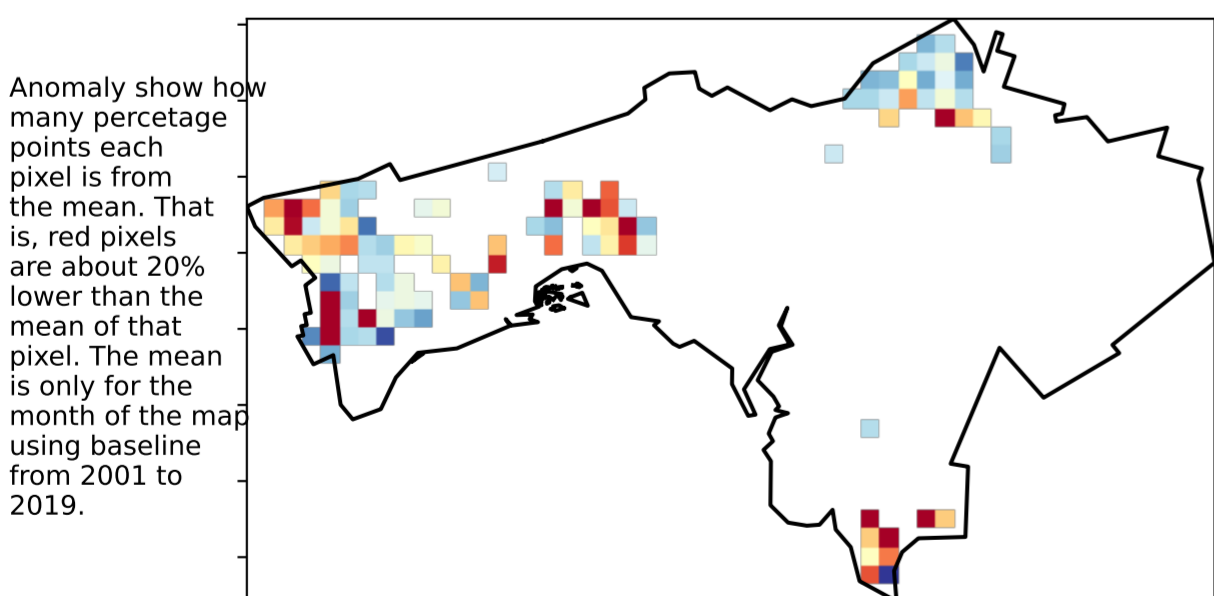 Anomaly show how
many percetage
points each
pixel is from
the mean. That
is, red pixels
are about 20%
lower than the
mean of that
pixel. The mean
is only for the
month of the map
using baseline
from 2001 to
2019.